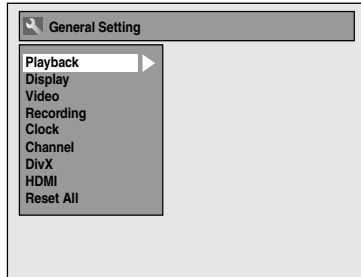 General Setting
Playback
Display
Video
Recording
Clock
Channel
DivX
HDMI
Reset All